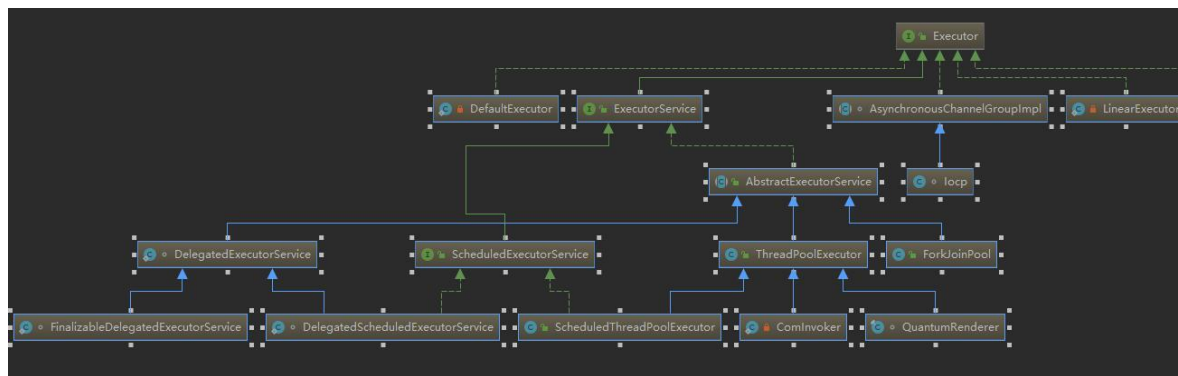 Executor
DefaultExecutor
ExecutorService
AsynchronousChannelGroupImpl
LinearExecutor
AbstractExecutorService
Iocp
DelegatedExecutorService
ScheduledExecutorService
ThreadPoolExecutor
ForkJoinPool
FinalizableDelegatedExecutorService
DelegatedScheduledExecutorService
ScheduledThreadPoolExecutor
ComInvoker
QuantumRenderer